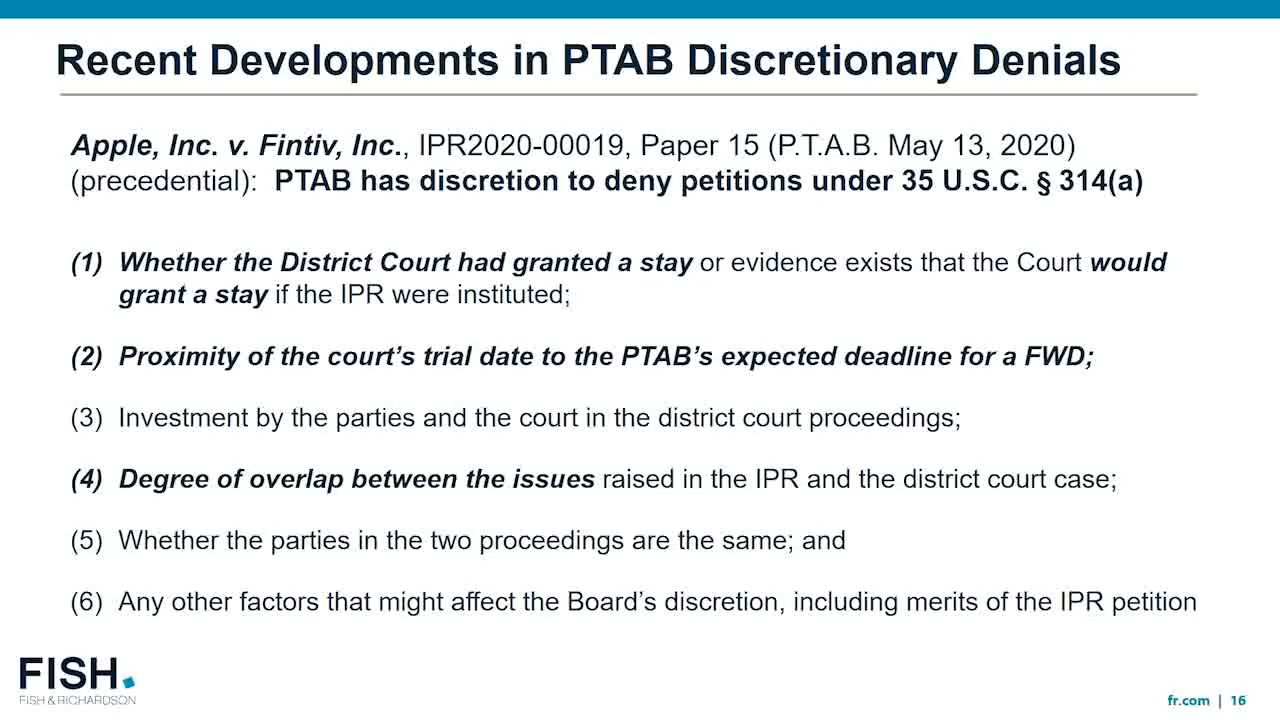 Recent Developments in PTAB Discretionary Denials
Apple, Inc. v. Fintiv, Inc., IPR2020-00019, Paper 15 (P.T.A.B. May 13, 2020)
(precedential): PTAB has discretion to deny petitions under 35 U.S.C. § 314(a)
(1) Whether the District Court had granted a stay or evidence exists that the Court would
grant a stay if the IPR were instituted;
(2) Proximity of the court's trial date to the PTAB's expected deadline for a FWD;
(3) Investment by the parties and the court in the district court proceedings;
(4) Degree of overlap between the issues raised in the IPR and the district court case;
(5) Whether the parties in the two proceedings are the same; and
(6) Any other factors that might affect the Board's discretion, including merits of the IPR petition
FISH.
FISH & RICHARDSON
fr.com | 16